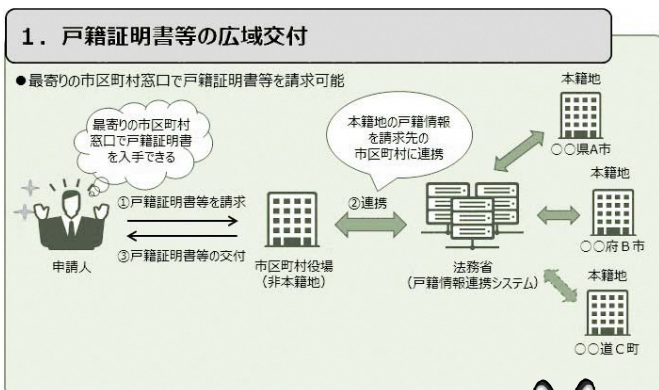 1．戸籍証明書等の広域交付
●最寄りの市区町村窓口で戸籍証明書等を請求可能
最寄りの市区町村
窓口で戸籍証明書
を入手できる
①戸籍証明書等を請求
③戸籍証明書等の交付
申請人
市区町村役場
（非本籍地）
本籍地の戸籍情報
を請求先の
市区町村に連携
②連携
法務省
（戸籍情報連携システム）
本籍地
○○県A市
本籍地
○○府B市
本籍地
○○道C町